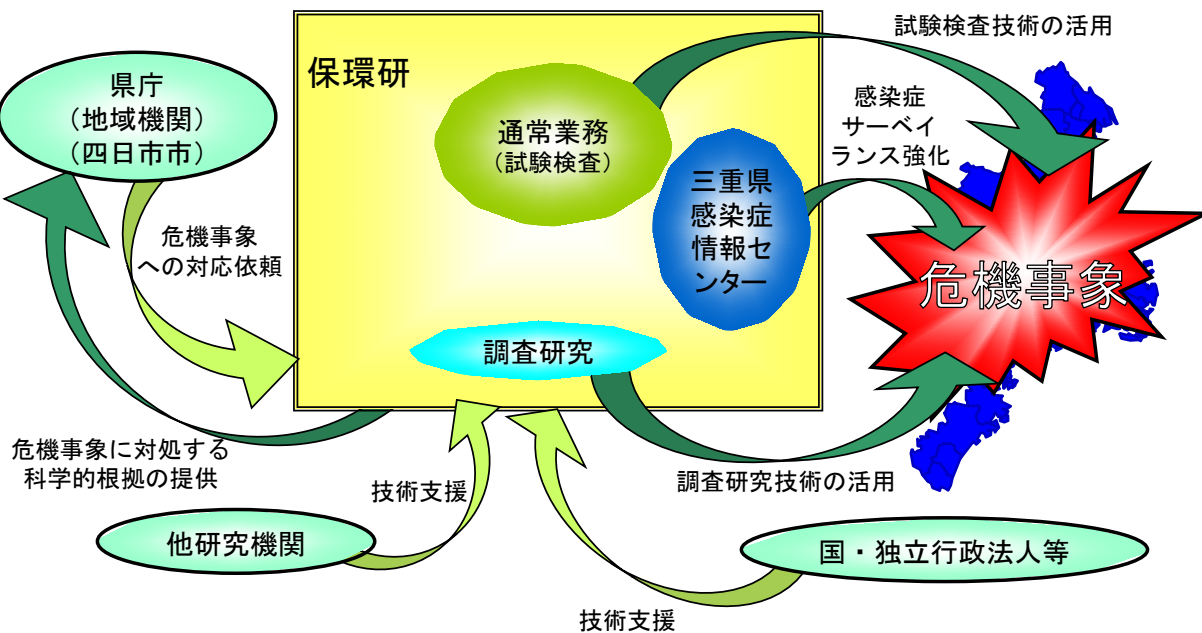 試験検査技術の活用
県庁
（地域機関）
（四日市市）
保環研
通常業務
（試験検査）
感染症
サーベイ
ランス強化
三重県
感染症
情報セ
ンター
危機事象
への対応依頼
危機事象
調査研究
危機事象に対処する
科学的根拠の提供
技術支援
調査研究技術の活用
他研究機関
国・独立行政法人等
技術支援